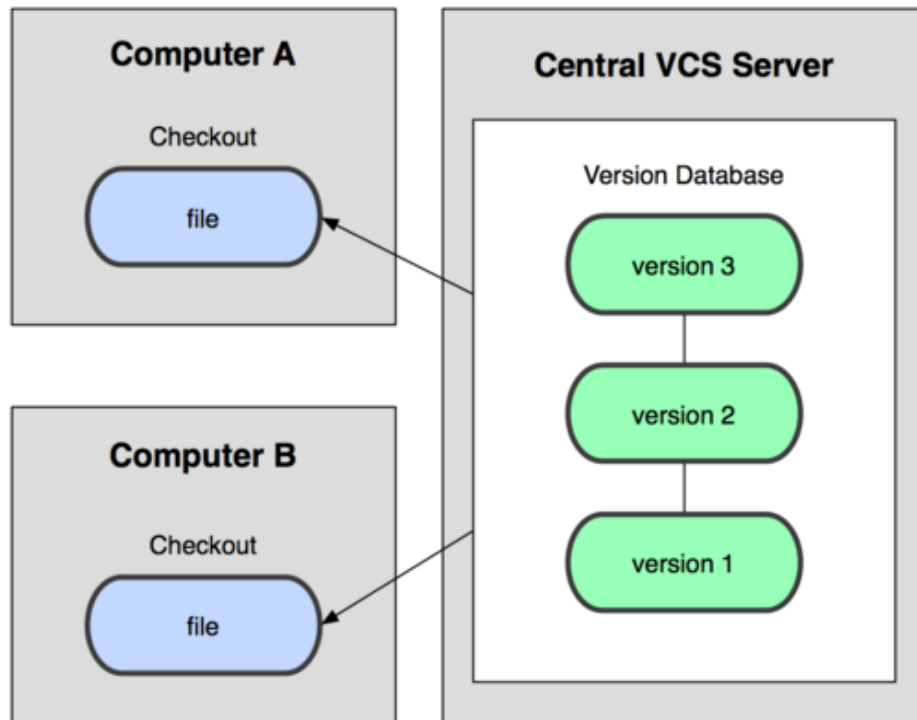 Computer A
Checkout
file
Computer B
Checkout
file
Central VCS Server
Version Database
version 3
version 2
version 1